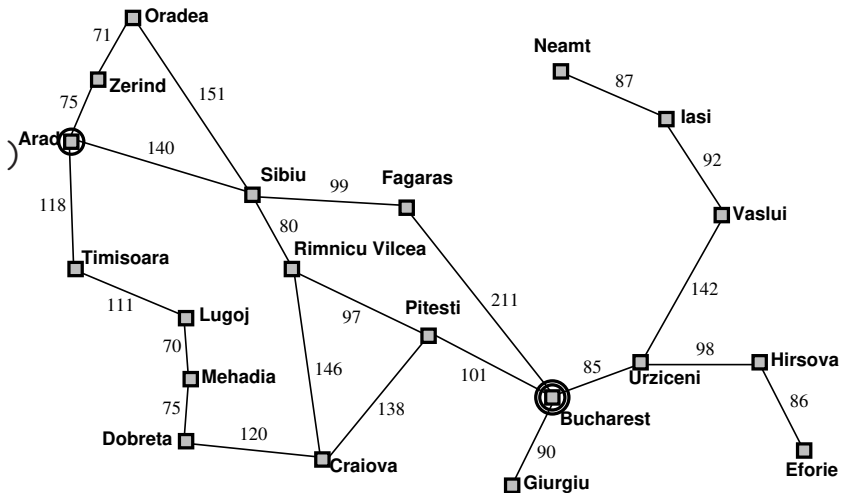 Oradea
Neamt
71
87
Zerind
151
75
Iasi
Arad
140
92
Sibiu
Fagaras
99
118
Vaslui
80
Timisoara
Rimnicu Vilcea
142
111
211
Lugoj
97
Pitesti
70
98
Hirsova
146
85
Mehadia
101
Urziceni
75
138
86
120
Bucharest
Dobreta
90
Craiova
Eforie
Giurgiu
)